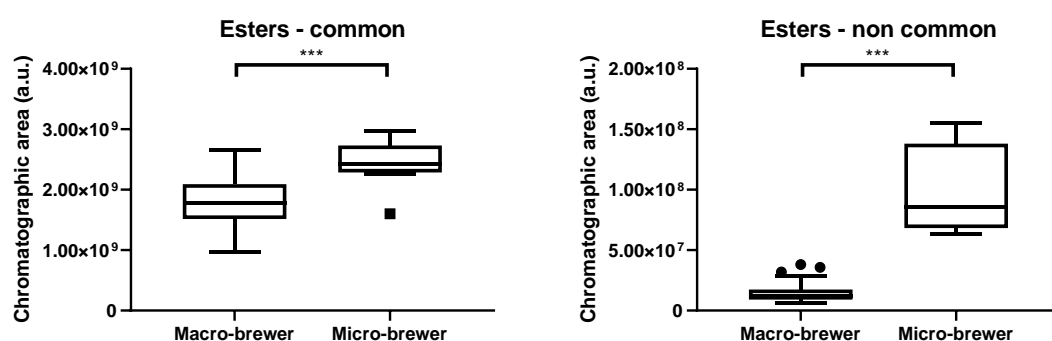 Esters - common
***
Chromatographic area (a.u.)
4.00×10⁹
3.00×10⁹
2.00×10⁹
1.00×10⁹
0
Macro-brewer Micro-brewer
Esters - non common
***
Chromatographic area (a.u.)
2.00×10⁸
1.50×10⁸
1.00×10⁸
5.00×10⁷
0
Macro-brewer Micro-brewer